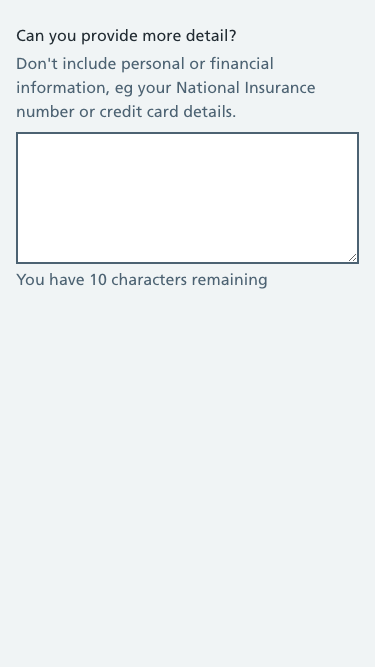 Can you provide more detail?
Don't include personal or financial
information, eg your National Insurance
number or credit card details.
You have 10 characters remaining